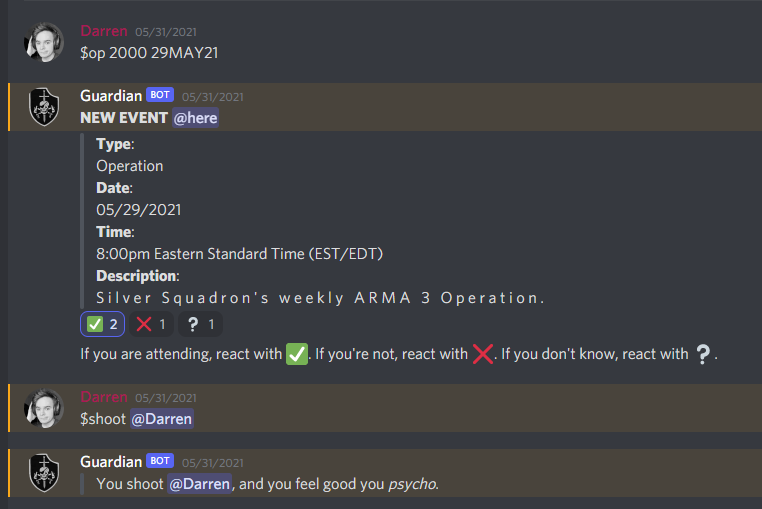 Darren 05/31/2021
$op 2000 29MAY21
Guardian BOT 05/31/2021
NEW EVENT @here
Type:
Operation
Date:
05/29/2021
Time:
8:00pm Eastern Standard Time (EST/EDT)
Description:
Silver Squadron's weekly ARMA 3 Operation.
✅ 2 ❌ 1 ❔ 1
If you are attending, react with ✅. If you're not, react with ❌. If you don't know, react with ❔.
Darren 05/31/2021
$shoot @Darren
Guardian BOT 05/31/2021
You shoot @Darren, and you feel good you psycho.